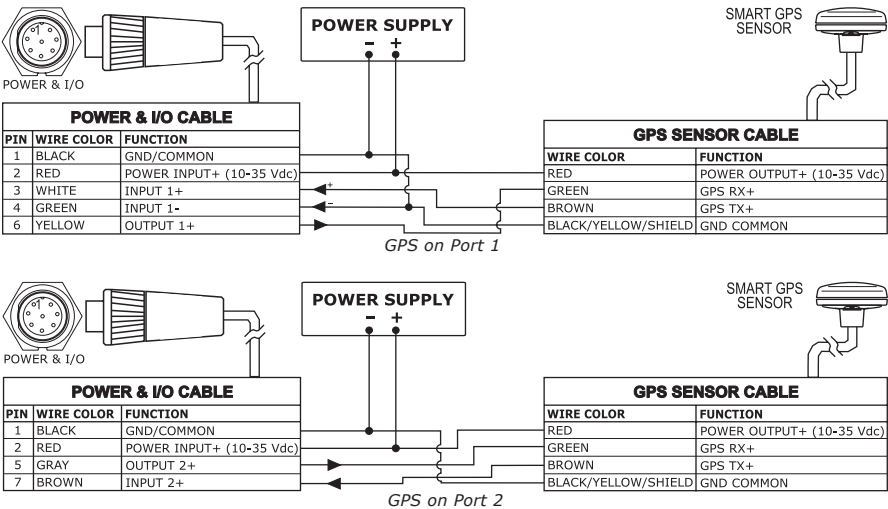 SMART GPS
SENSOR
POWER SUPPLY
- +
1
POWER & I/O
POWER & I/O CABLE
PIN WIRE COLOR FUNCTION
1 BLACK GND/COMMON
2 RED POWER INPUT+ (10-35 Vdc)
3 WHITE INPUT 1+
4 GREEN INPUT 1-
6 YELLOW OUTPUT 1+
+
-
GPS SENSOR CABLE
WIRE COLOR FUNCTION
RED POWER OUTPUT+ (10-35 Vdc)
GREEN GPS RX+
BROWN GPS TX+
BLACK/YELLOW/SHIELD GND COMMON
GPS on Port 1
SMART GPS
SENSOR
POWER SUPPLY
- +
1
POWER & I/O
POWER & I/O CABLE
PIN WIRE COLOR FUNCTION
1 BLACK GND/COMMON
2 RED POWER INPUT+ (10-35 Vdc)
5 GRAY OUTPUT 2+
7 BROWN INPUT 2+
GPS SENSOR CABLE
WIRE COLOR FUNCTION
RED POWER OUTPUT+ (10-35 Vdc)
GREEN GPS RX+
BROWN GPS TX+
BLACK/YELLOW/SHIELD GND COMMON
GPS on Port 2